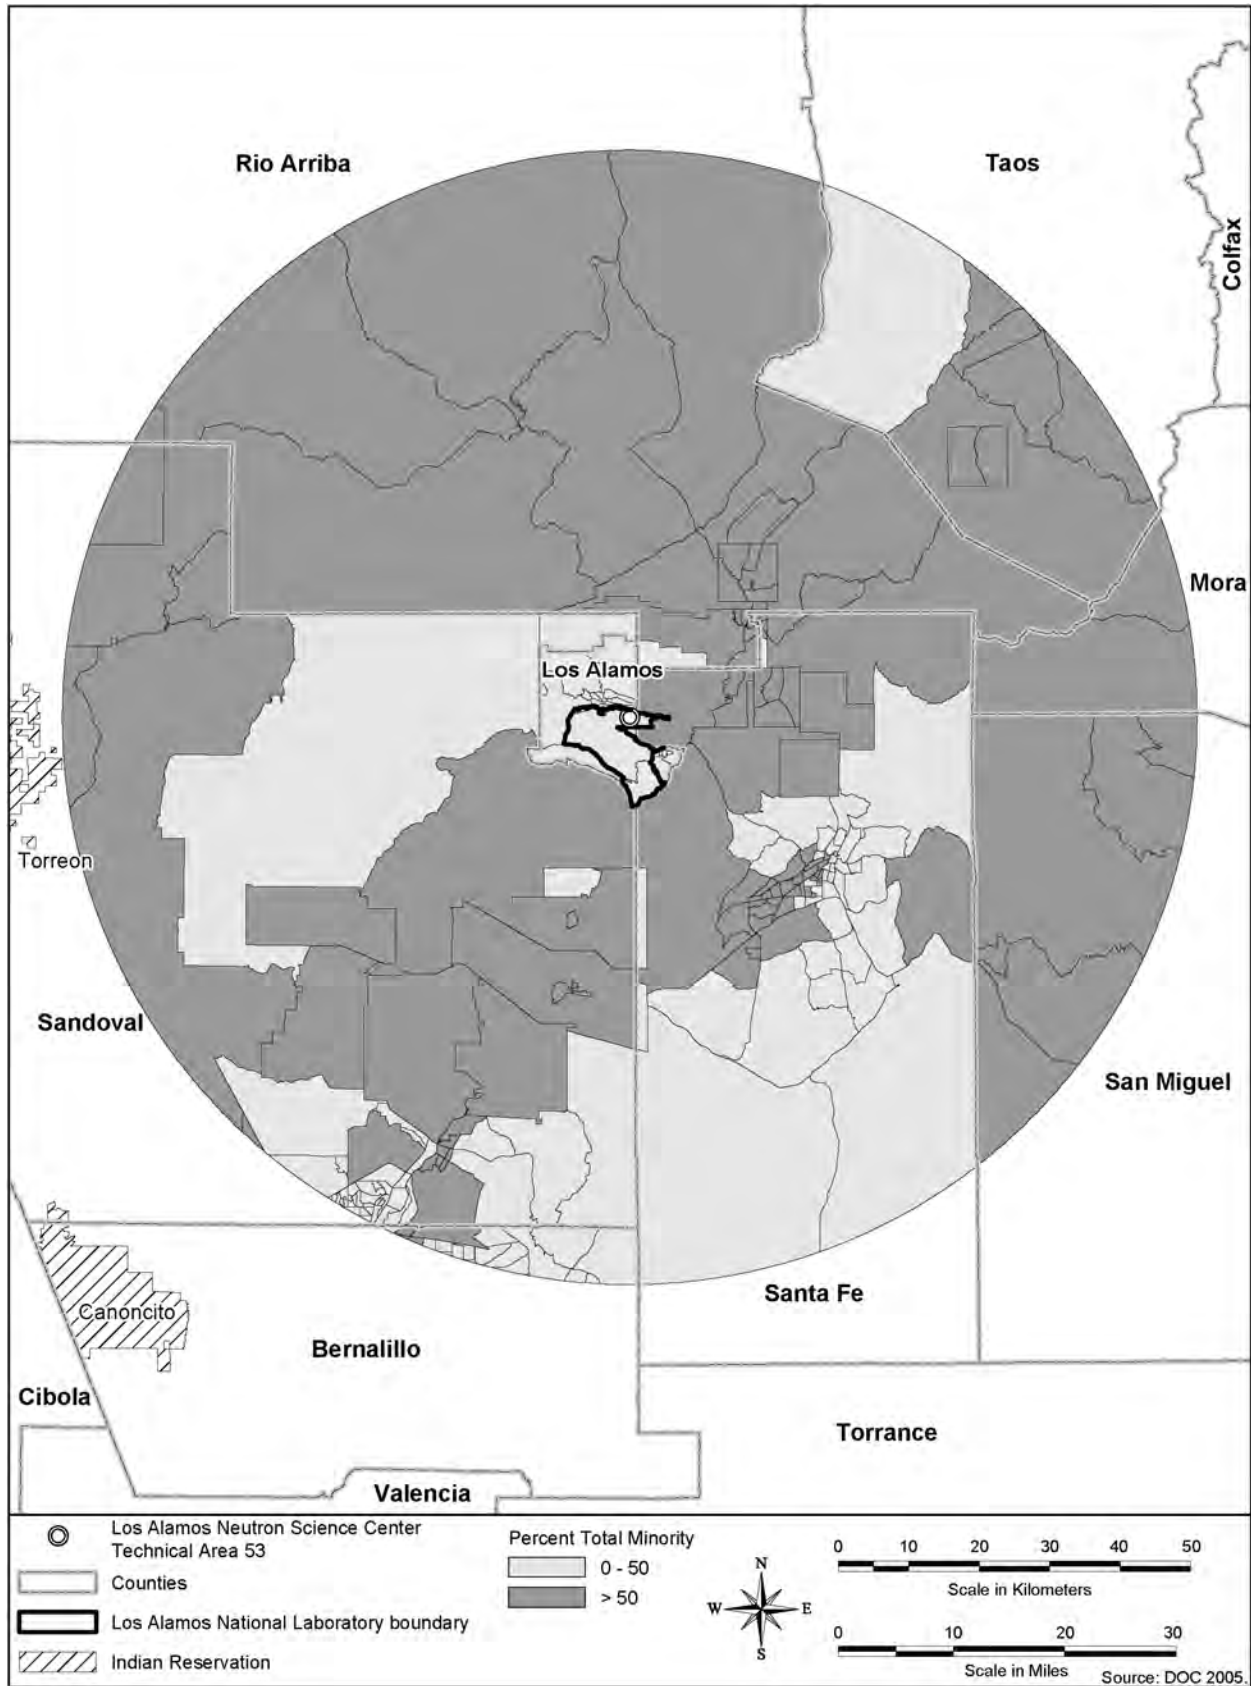 Rio Arriba
Taos
Colfax
Mora
Los Alamos
Torreon
Sandoval
San Miguel
Santa Fe
Canoncito
Bernalillo
Cibola
Torrance
Valencia
Los Alamos Neutron Science Center
Technical Area 53
Counties
Los Alamos National Laboratory boundary
Indian Reservation
Percent Total Minority
0 - 50
> 50
N
W E
S
0 10 20 30 40 50
Scale in Kilometers
0 10 20 30
Scale in Miles
Source: DOC 2005.